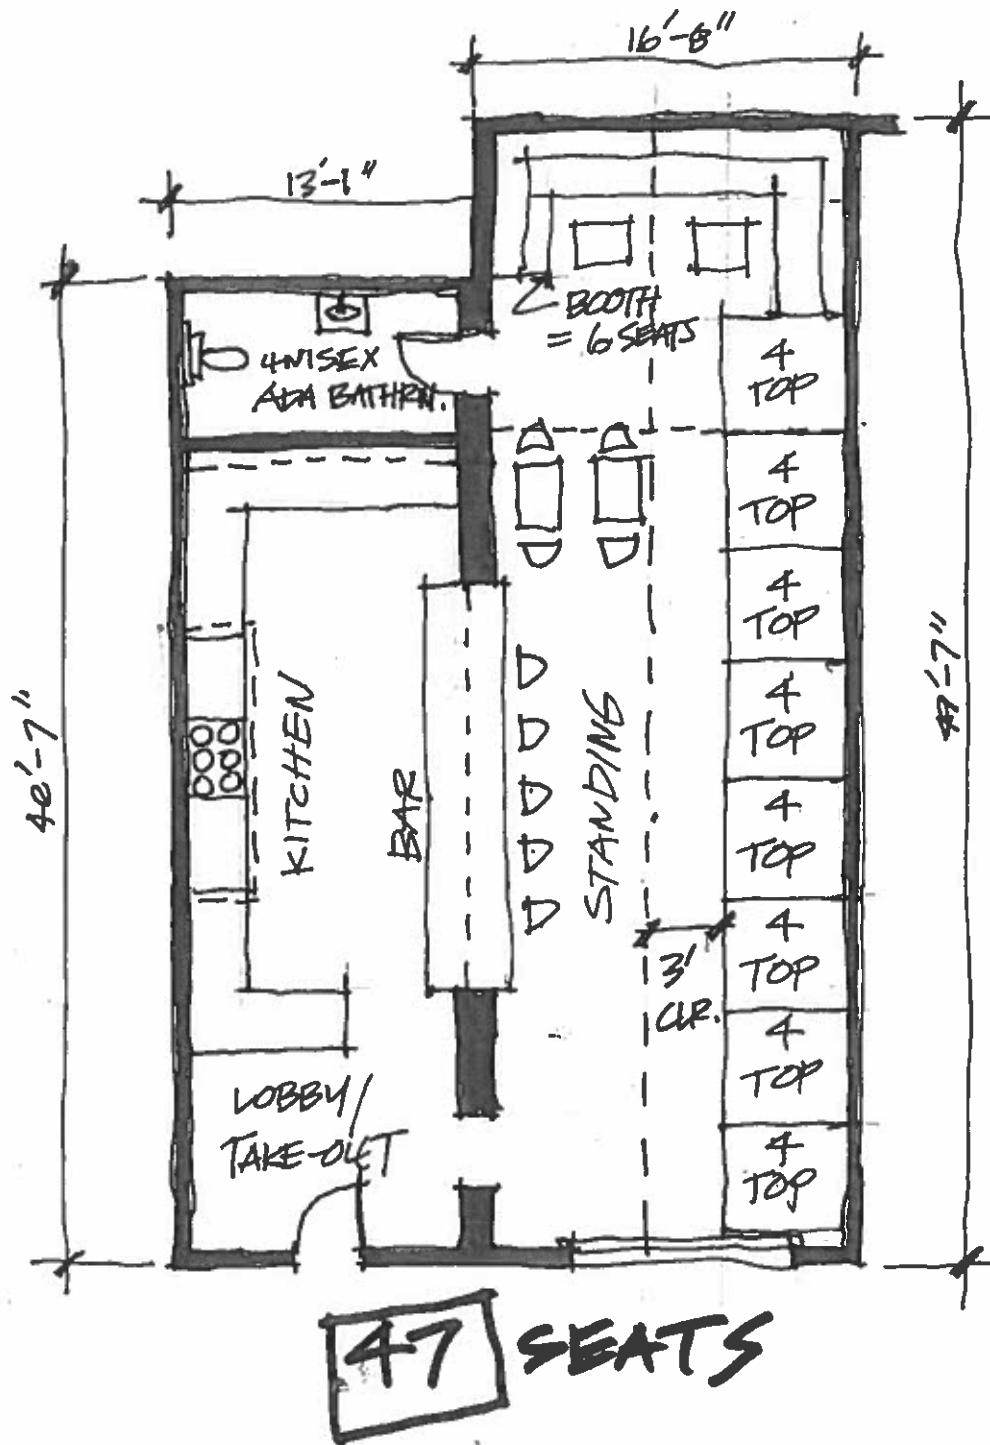 16'-8"
13'-1"
BOOTH
= 6 SEATS
UNISEX
ADA BATHRM.
4
TOP
4
TOP
4
TOP
4
TOP
4
TOP
4
TOP
4
TOP
4
TOP
KITCHEN
BAR
STANDING
3'
CLR.
LOBBY/
TAKE-OUT
47 SEATS